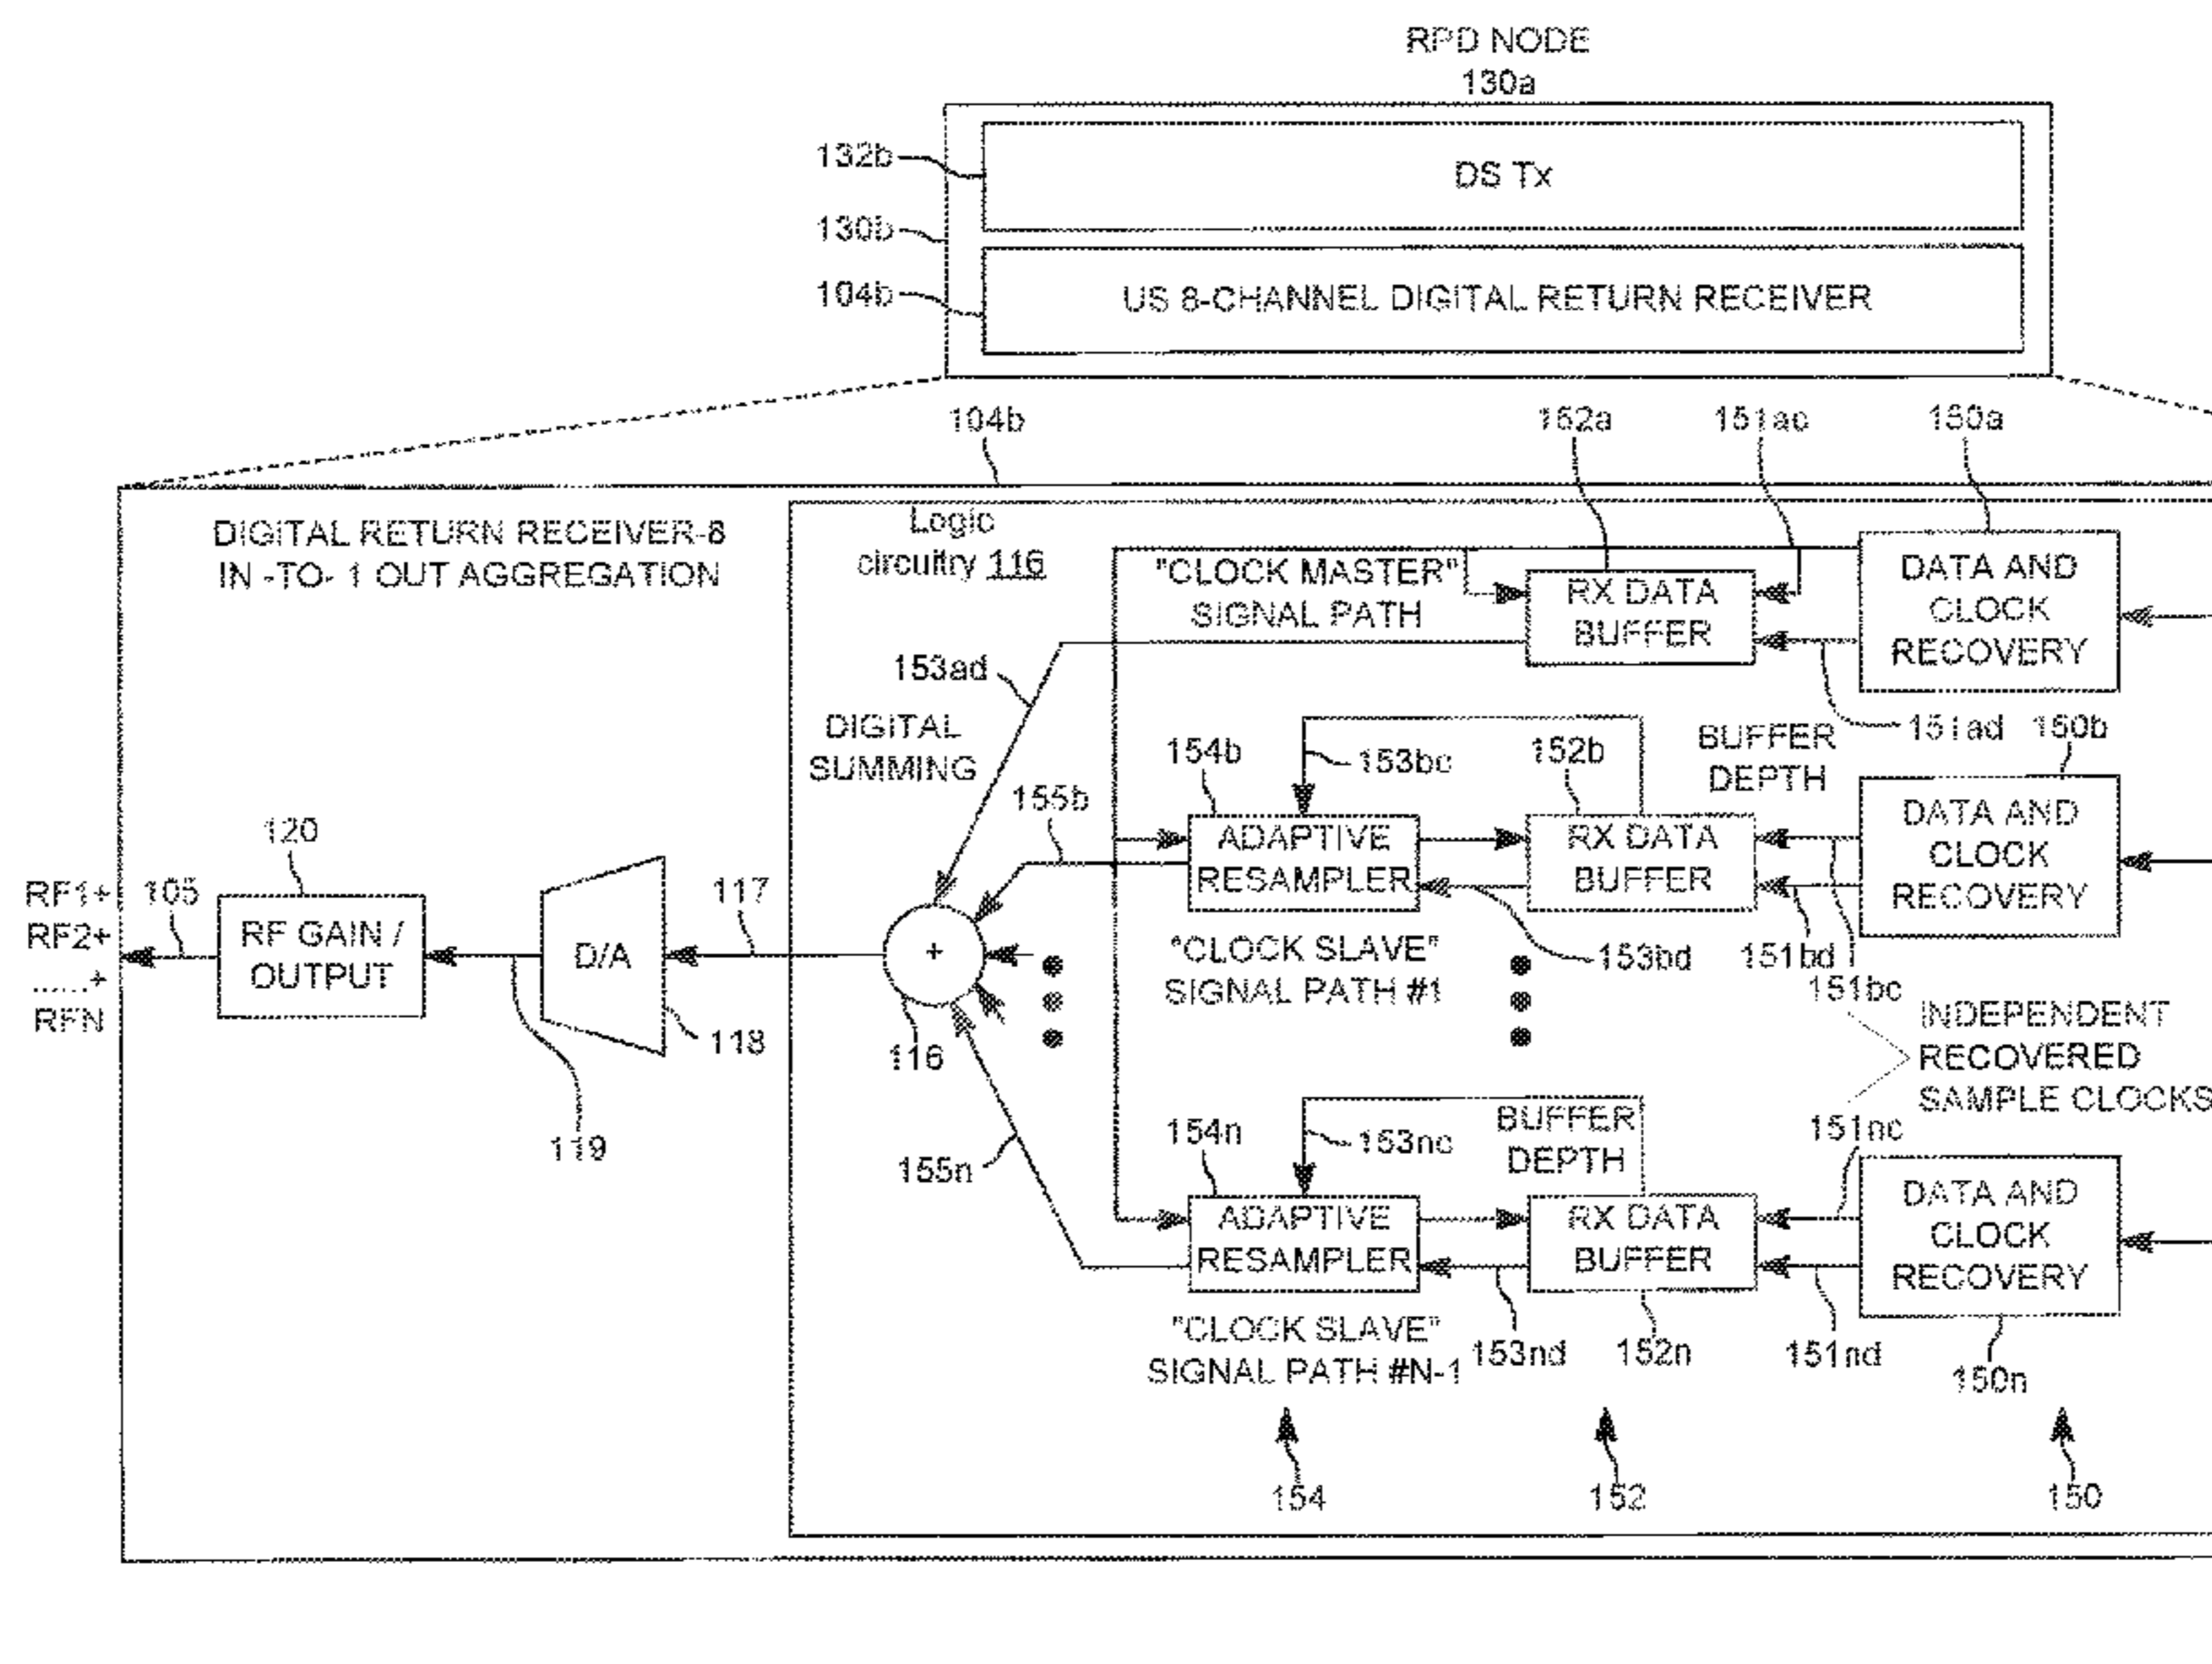 RPD NODE
130a
132b
DS Tx
130b
104b
US 8-CHANNEL DIGITAL RETURN RECEIVER
104b
152a
151ac
150a
DIGITAL RETURN RECEIVER-8
IN -TO- 1 OUT AGGREGATION
Logic
circuitry 116
"CLOCK MASTER"
SIGNAL PATH
RX DATA
BUFFER
DATA AND
CLOCK
RECOVERY
153ad
151ad
150b
DIGITAL
SUMMING
154b
153bc
152b
BUFFER
DEPTH
155b
ADAPTIVE
RESAMPLER
RX DATA
BUFFER
DATA AND
CLOCK
RECOVERY
120
RF1+
RF2+
......+
RFN
105
RF GAIN /
OUTPUT
D/A
117
+
"CLOCK SLAVE"
SIGNAL PATH #1
153bd
151bd
151bc
118
116
119
INDEPENDENT
RECOVERED
SAMPLE CLOCKS
154n
153nc
BUFFER
DEPTH
151nc
155n
ADAPTIVE
RESAMPLER
RX DATA
BUFFER
DATA AND
CLOCK
RECOVERY
"CLOCK SLAVE"
SIGNAL PATH #N-1
153nd
152n
151nd
150n
154
152
150